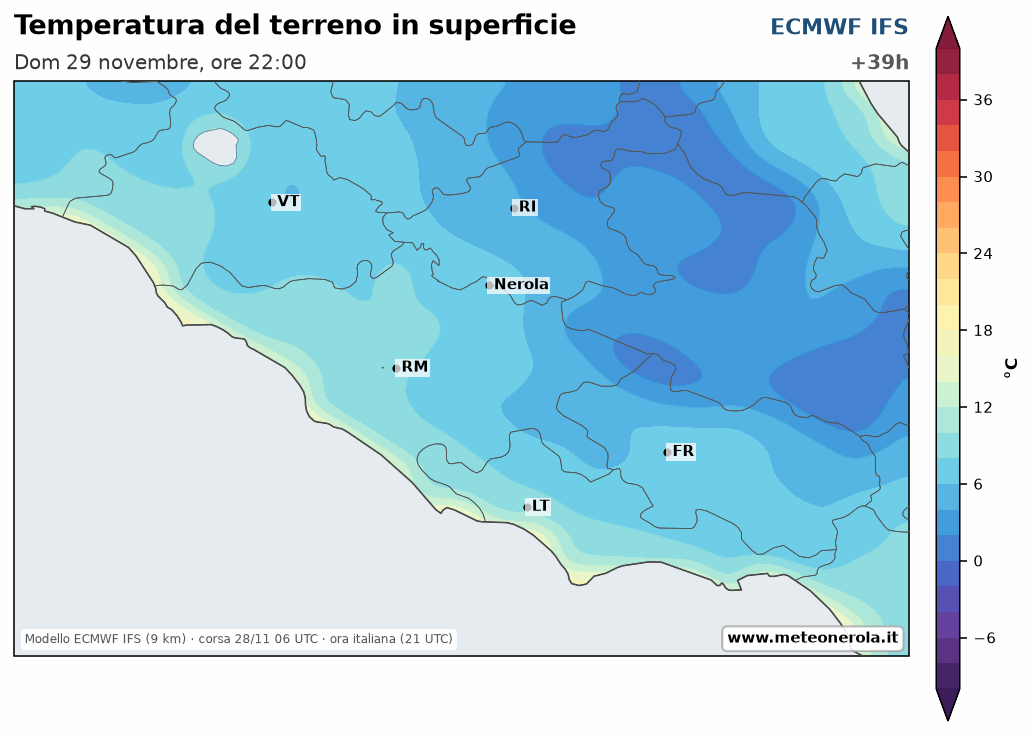 Temperatura del terreno in superficie
ECMWF IFS
Dom 29 novembre, ore 22:00
+39h
VT
RI
Nerola
RM
FR
LT
36
30
24
18
12
6
0
−6
°C
Modello ECMWF IFS (9 km) · corsa 28/11 06 UTC · ora italiana (21 UTC)
www.meteonerola.it